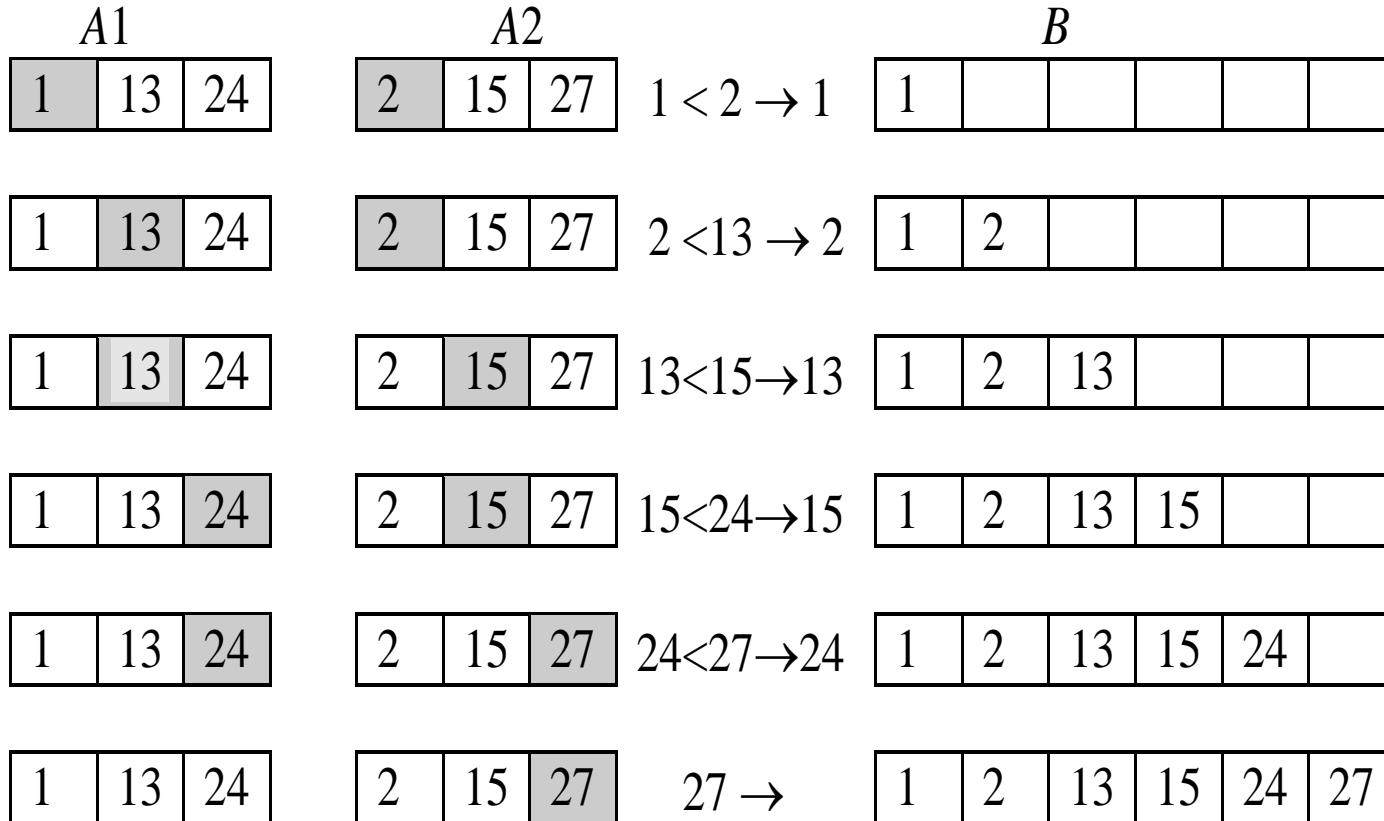 A1 A2 B
1 13 24 2 15 27 1 < 2 → 1 1
1 13 24 2 15 27 2 <13 → 2 1 2
1 13 24 2 15 27 13<15→13 1 2 13
1 13 24 2 15 27 15<24→15 1 2 13 15
1 13 24 2 15 27 24<27→24 1 2 13 15 24
1 13 24 2 15 27 27 → 1 2 13 15 24 27